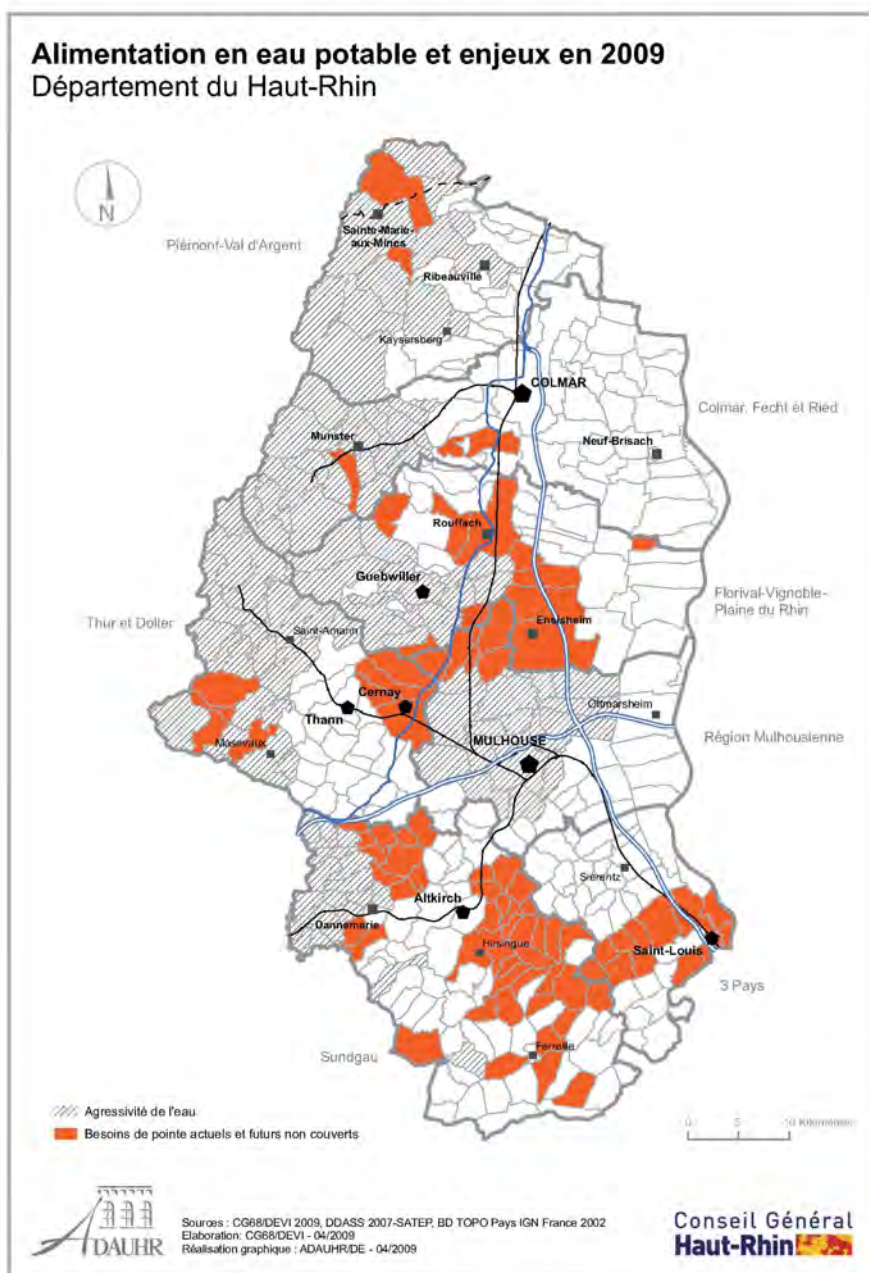 Alimentation en eau potable et enjeux en 2009
Département du Haut-Rhin
N
Piémont-Val d'Argent
Sainte-Marie-
aux-Mines
Ribeauvillé
Kaysersberg
COLMAR
Colmar, Fecht et Ried
Munster
Neuf-Brisach
Rouffach
Guebwiller
Florival-Vignoble-
Plaine du Rhin
Thur et Doller
Saint-Amarin
Ensisheim
Cernay
Thann
Ottmarsheim
Masevaux
MULHOUSE
Région Mulhousienne
Sierentz
Altkirch
Dannemarie
Hirsingue
Saint-Louis
3 Pays
Sundgau
Ferrette
Agressivité de l'eau
Besoins de pointe actuels et futurs non couverts
0 5 10 Kilomètres
ADAUHR
Sources : CG68/DEVI 2009, DDASS 2007-SATEP, BD TOPO Pays IGN France 2002
Elaboration: CG68/DEVI - 04/2009
Réalisation graphique : ADAUHR/DE - 04/2009
Conseil Général
Haut-Rhin